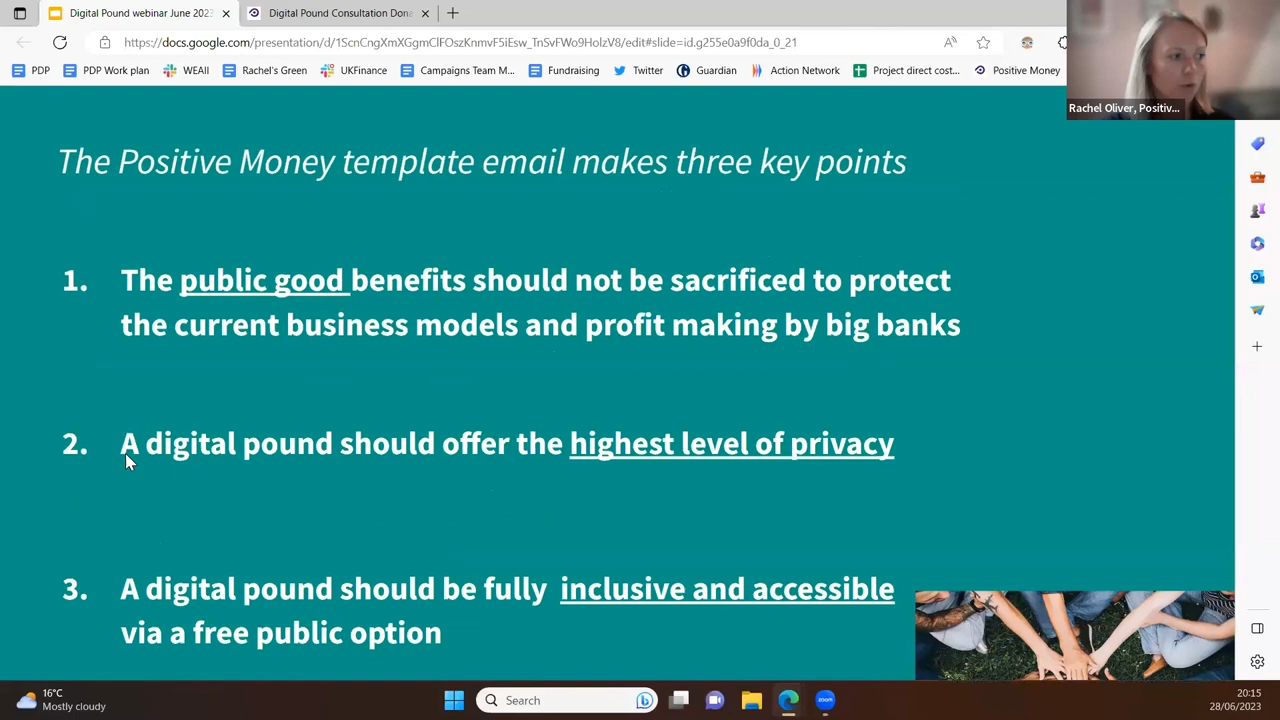 Digital Pound webinar June 202
Digital Pound Consultation Dona
https://docs.google.com/presentation/d/1ScnCngXmXGgmClFOszKnmvF5iEsw_TnSvFWo9HolzV8/edit#slide=id.g255e0a9f0da_0_21
PDP
PDP Work plan
WEAll
Rachel's Green
UKFinance
Campaigns Team M...
Fundraising
Twitter
Guardian
Action Network
Project direct cost...
Positive Money
Rachel Oliver, Positiv...
The Positive Money template email makes three key points
1. The public good benefits should not be sacrificed to protect
the current business models and profit making by big banks
2. A digital pound should offer the highest level of privacy
3. A digital pound should be fully inclusive and accessible
via a free public option
16°C
Mostly cloudy
Search
zoom
20:15
28/06/2023